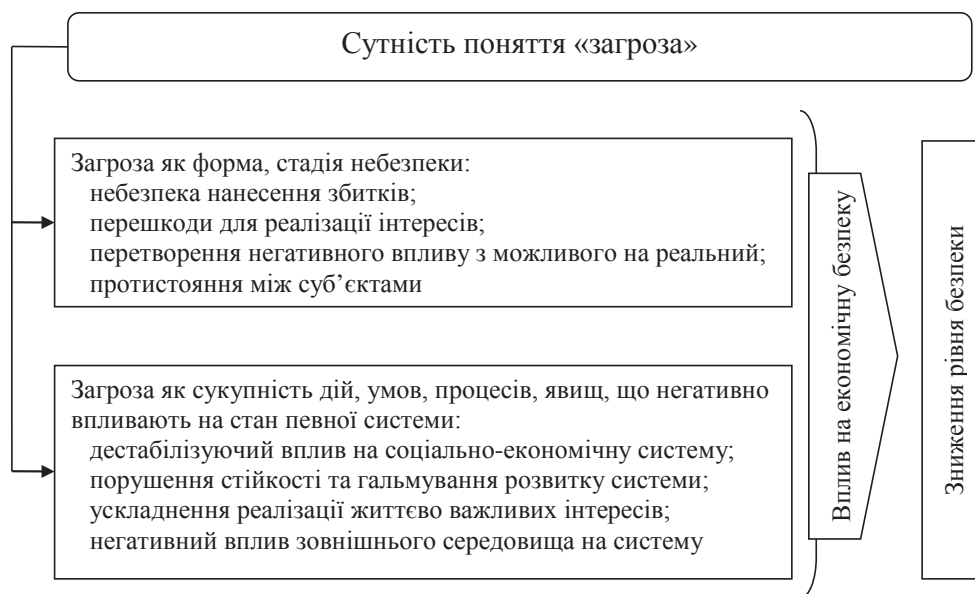 Сутність поняття «загроза»
Загроза як форма, стадія небезпеки:
небезпека нанесення збитків;
перешкоди для реалізації інтересів;
перетворення негативного впливу з можливого на реальний;
протистояння між суб’єктами
Загроза як сукупність дій, умов, процесів, явищ, що негативно
впливають на стан певної системи:
дестабілізуючий вплив на соціально-економічну систему;
порушення стійкості та гальмування розвитку системи;
ускладнення реалізації життєво важливих інтересів;
негативний вплив зовнішнього середовища на систему
Вплив на економічну безпеку
Зниження рівня безпеки